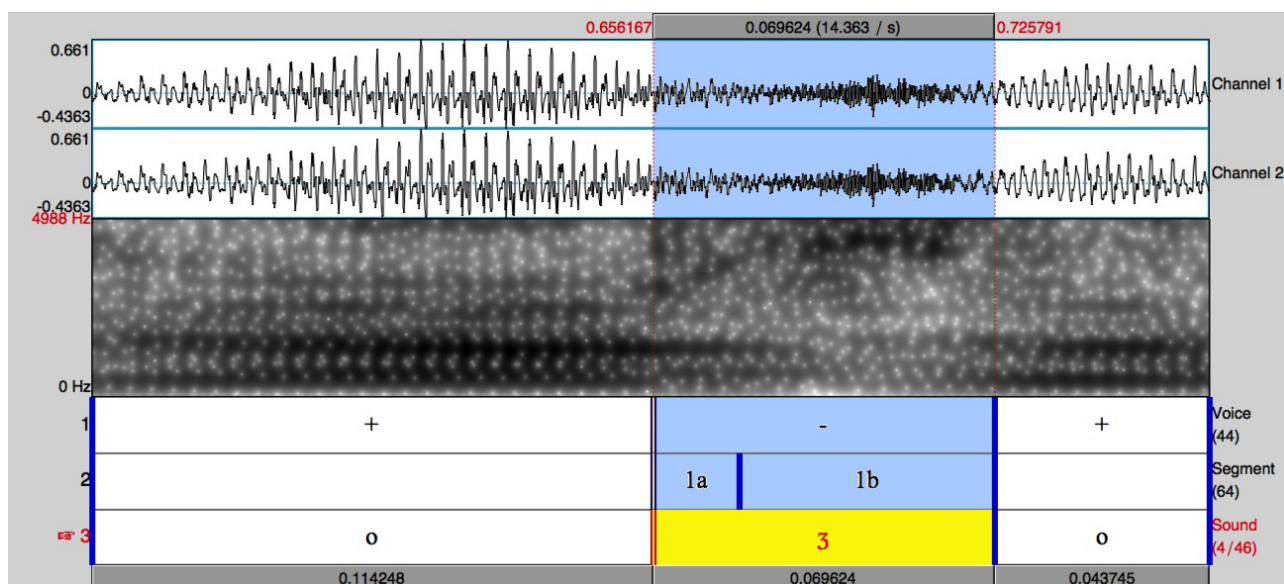 0.656167 0.069624 (14.363 / s) 0.725791
0.661
0
-0.4363
Channel 1
0.661
0
-0.4363
Channel 2
4988 Hz
0 Hz
1 + - + Voice
(44)
2 1a 1b Segment
(64)
☞ 3 o ʒ o Sound
(4/46)
0.114248 0.069624 0.043745